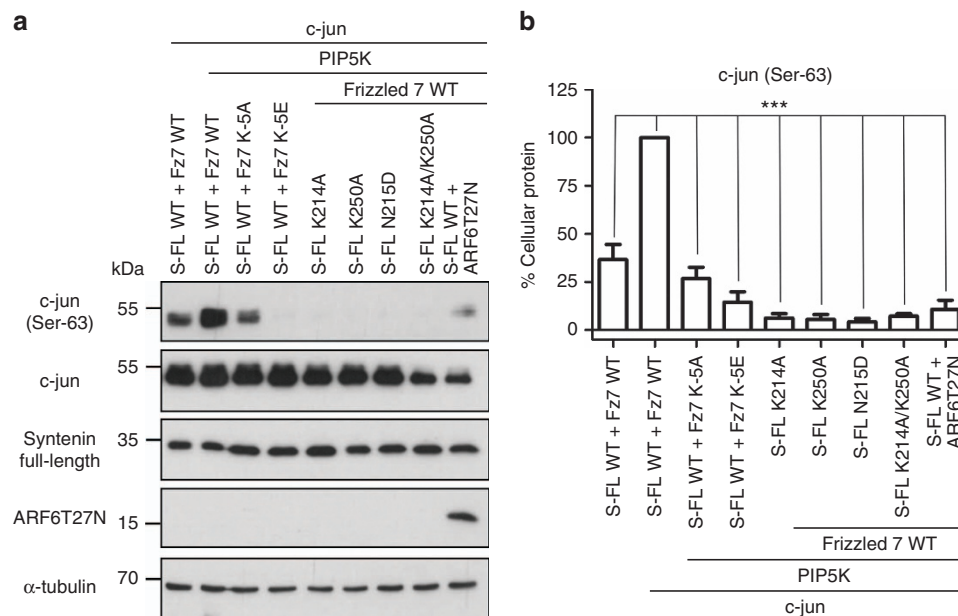 a
c-jun
PIP5K
Frizzled 7 WT
S-FL WT + Fz7 WT
S-FL WT + Fz7 WT
S-FL WT + Fz7 K-5A
S-FL WT + Fz7 K-5E
S-FL K214A
S-FL K250A
S-FL N215D
S-FL K214A/K250A
S-FL WT +
ARF6T27N
kDa
c-jun
(Ser-63)
55
c-jun
55
Syntenin
full-length
35
ARF6T27N
15
α-tubulin
70
b
c-jun (Ser-63)
***
% Cellular protein
125
100
75
50
25
0
S-FL WT + Fz7 WT
S-FL WT + Fz7 WT
S-FL WT + Fz7 K-5A
S-FL WT + Fz7 K-5E
S-FL K214A
S-FL K250A
S-FL N215D
S-FL K214A/K250A
S-FL WT +
ARF6T27N
Frizzled 7 WT
PIP5K
c-jun